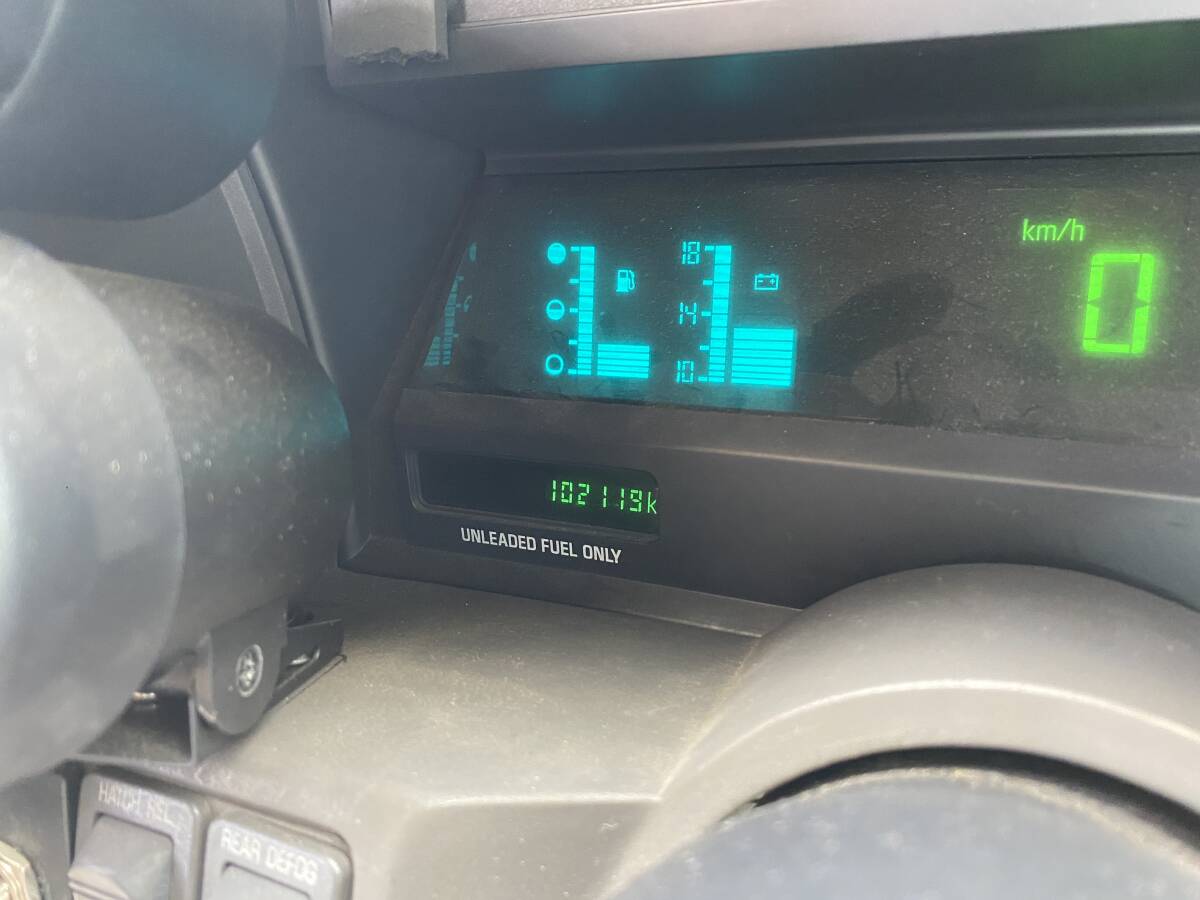 km/h
0
18
14
10
102119k
UNLEADED FUEL ONLY
HATCH REL
REAR DEFOG